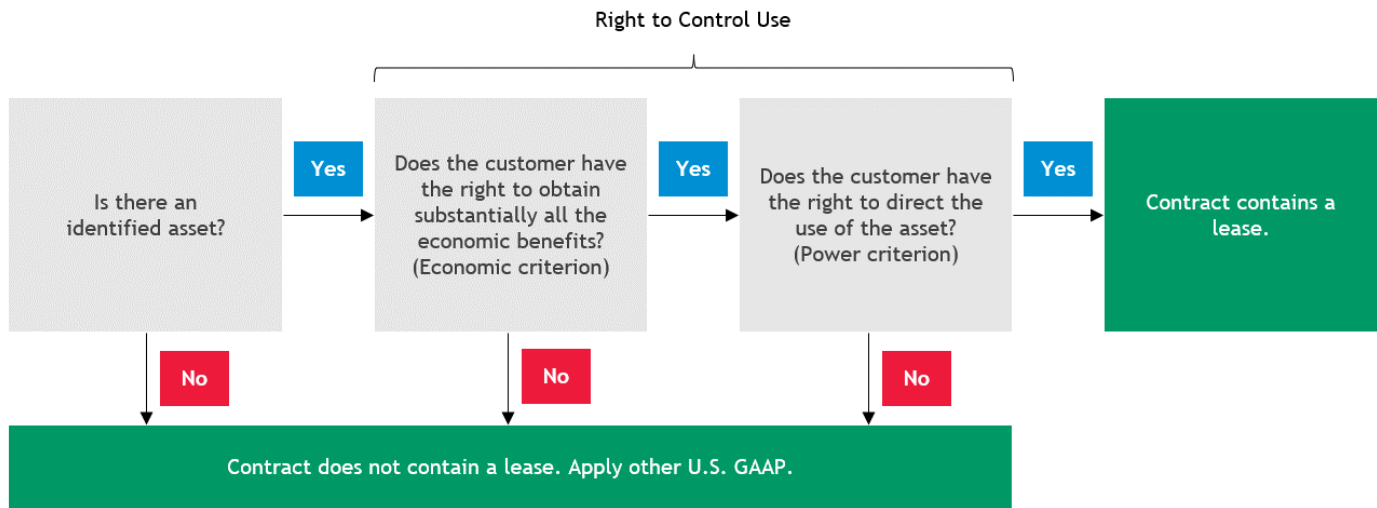 Right to Control Use
Is there an
identified asset?
Yes
Does the customer have
the right to obtain
substantially all the
economic benefits?
(Economic criterion)
Yes
Does the customer have
the right to direct the
use of the asset?
(Power criterion)
Yes
Contract contains a
lease.
No
No
No
Contract does not contain a lease. Apply other U.S. GAAP.